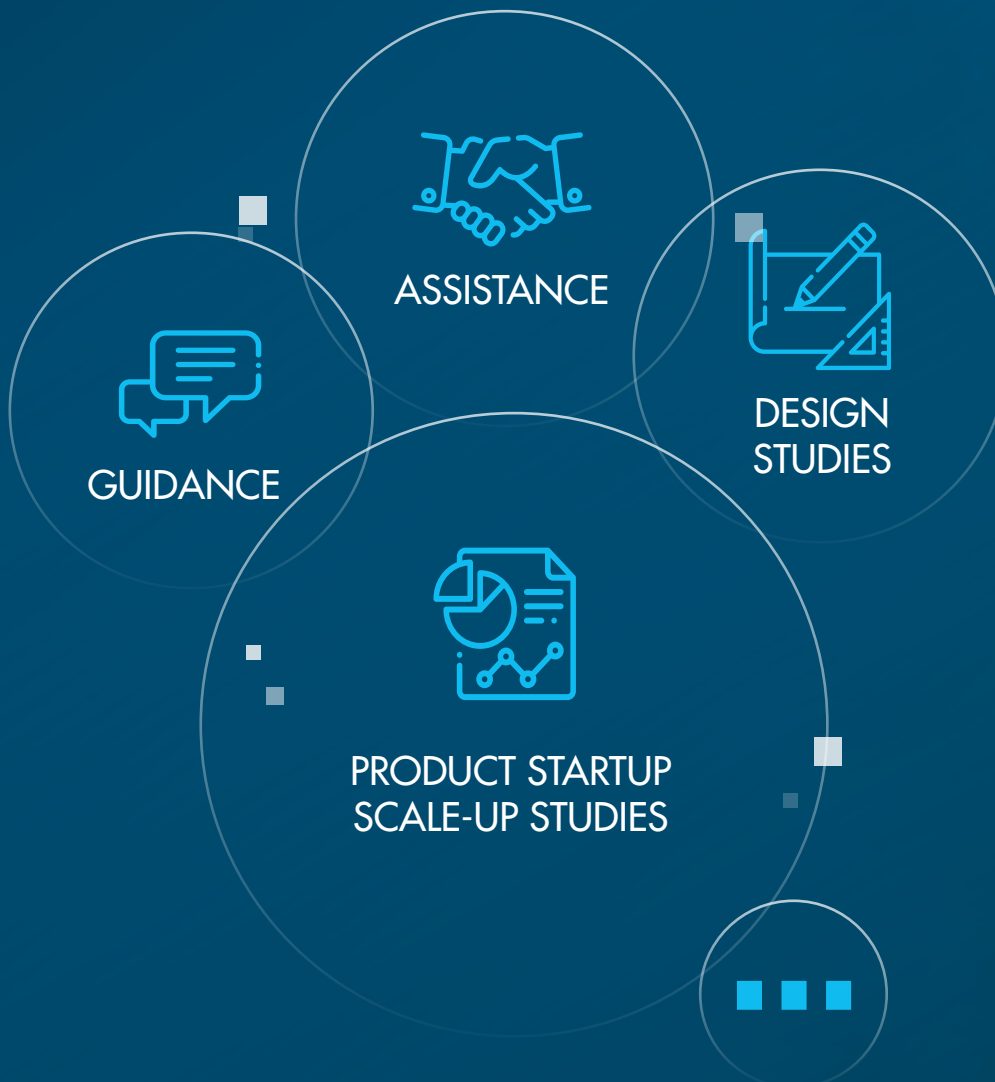 ASSISTANCE
DESIGN
STUDIES
GUIDANCE
PRODUCT STARTUP
SCALE-UP STUDIES